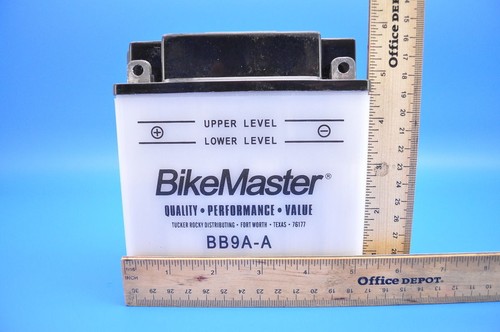 UPPER LEVEL
LOWER LEVEL
BikeMaster®
QUALITY • PERFORMANCE • VALUE
TUCKER ROCKY DISTRIBUTING • FORT WORTH • TEXAS • 76177
BB9A-A
Office DEPOT
Office DEPOT.